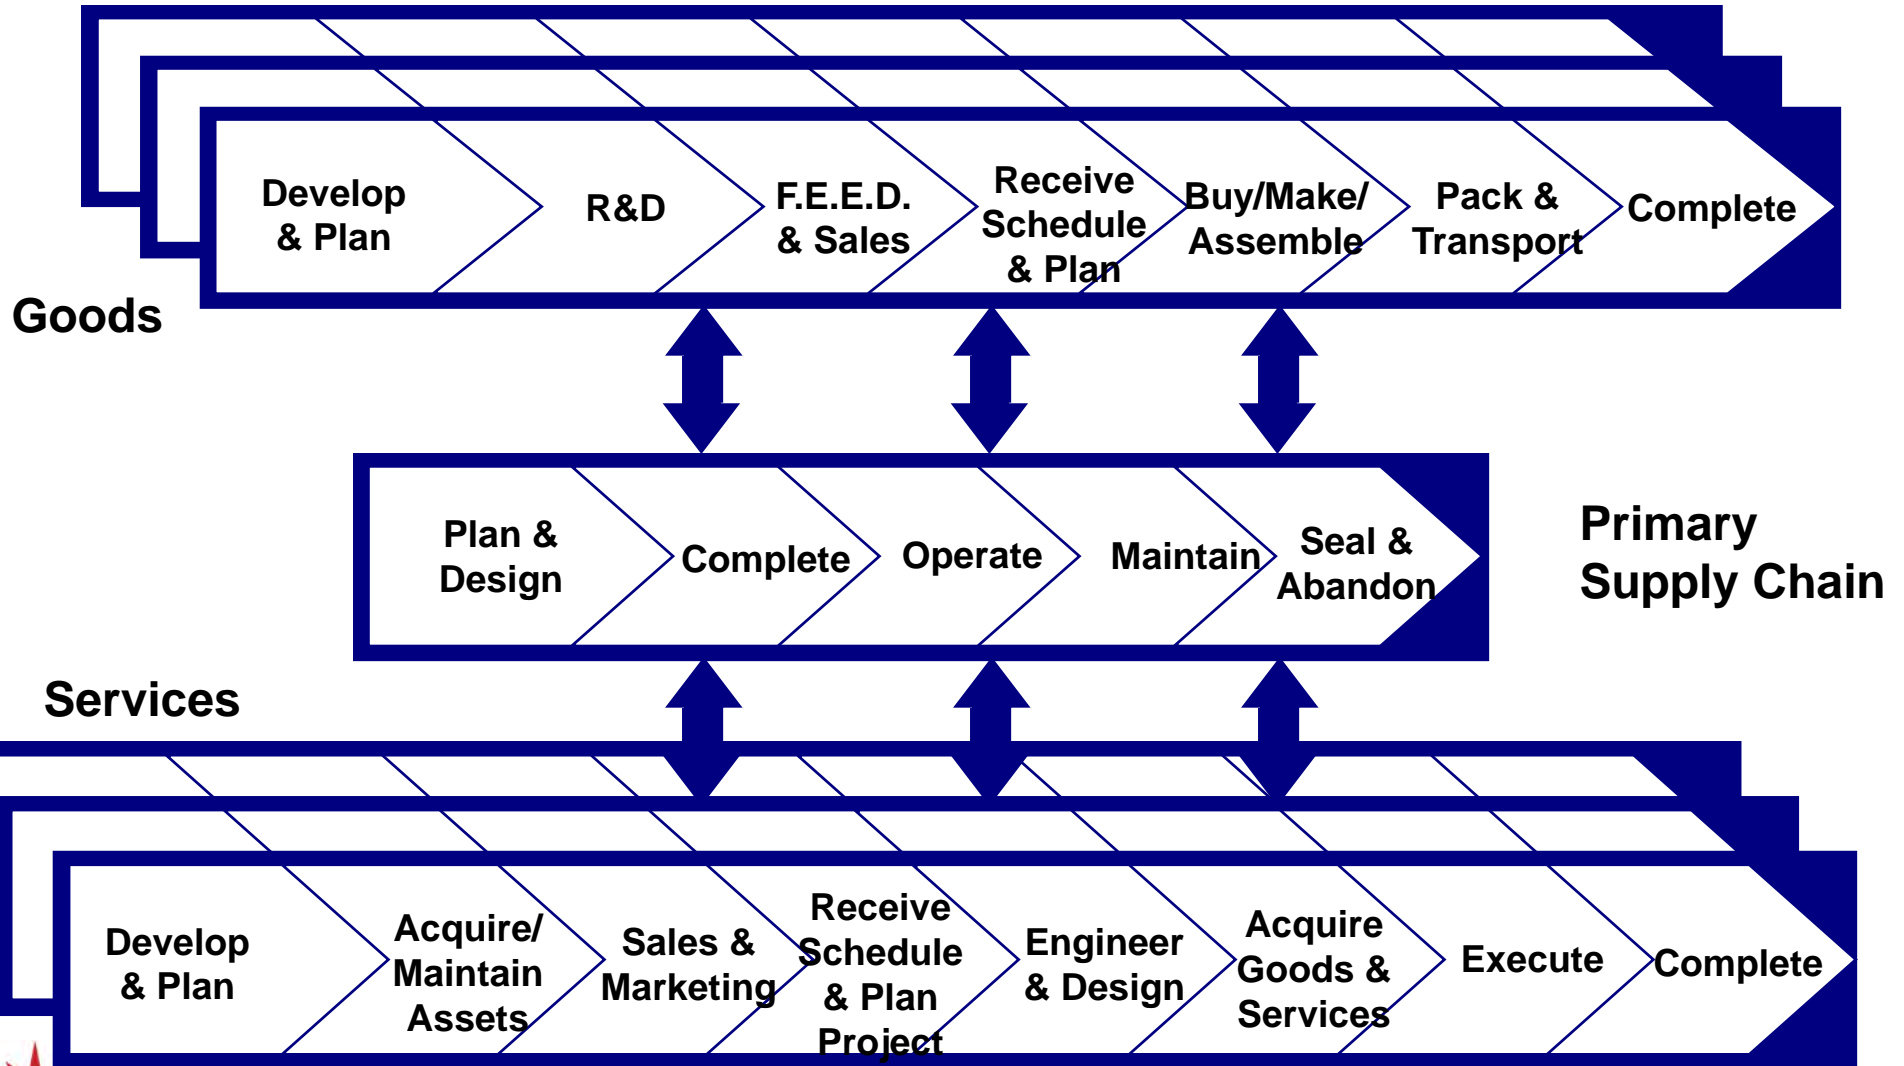 Develop
& Plan
R&D
F.E.E.D.
& Sales
Receive
Schedule
& Plan
Buy/Make/
Assemble
Pack &
Transport
Complete
Goods
Plan &
Design
Complete
Operate
Maintain
Seal &
Abandon
Primary
Supply Chain
Services
Develop
& Plan
Acquire/
Maintain
Assets
Sales &
Marketing
Receive
Schedule
& Plan
Project
Engineer
& Design
Acquire
Goods &
Services
Execute
Complete